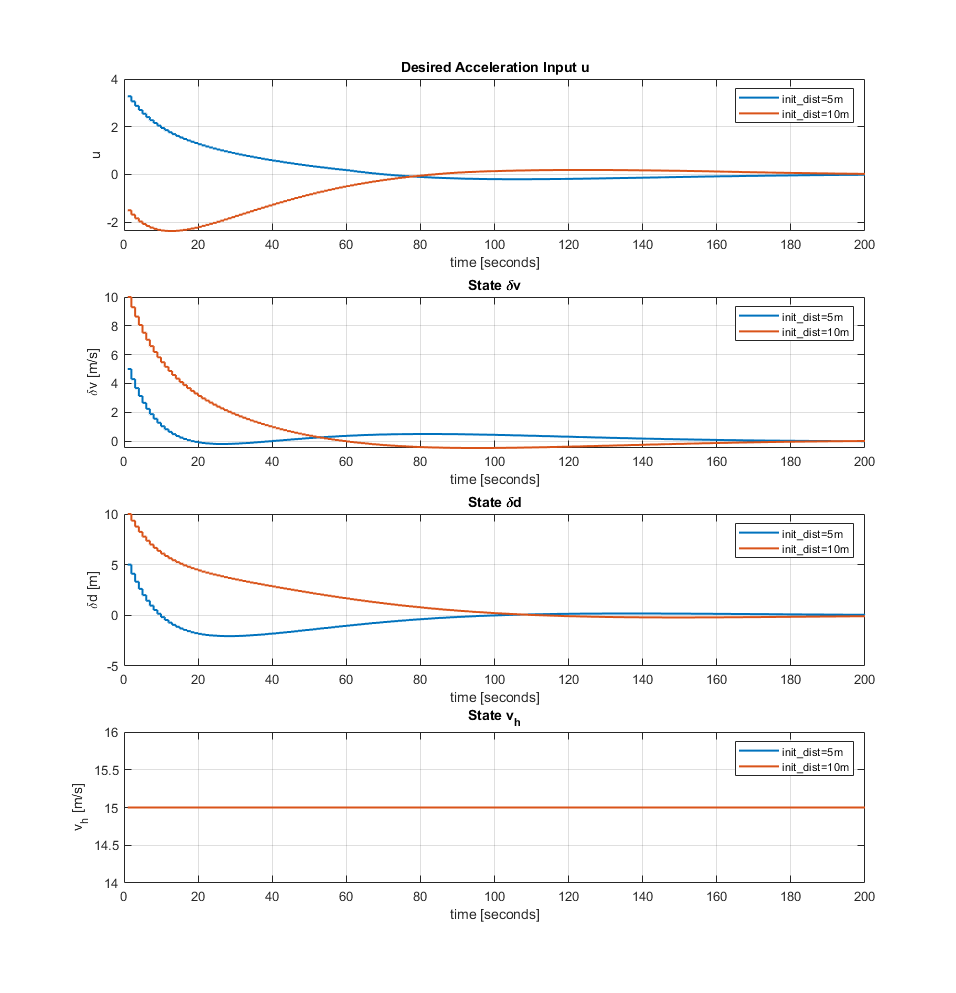 Desired Acceleration Input u
4
2
0
-2
u
init_dist=5m
init_dist=10m
0 20 40 60 80 100 120 140 160 180 200
time [seconds]
State δv
10
8
6
4
2
0
δv [m/s]
init_dist=5m
init_dist=10m
0 20 40 60 80 100 120 140 160 180 200
time [seconds]
State δd
10
5
0
-5
δd [m]
init_dist=5m
init_dist=10m
0 20 40 60 80 100 120 140 160 180 200
time [seconds]
State v_h
16
15.5
15
14.5
14
v_h [m/s]
init_dist=5m
init_dist=10m
0 20 40 60 80 100 120 140 160 180 200
time [seconds]